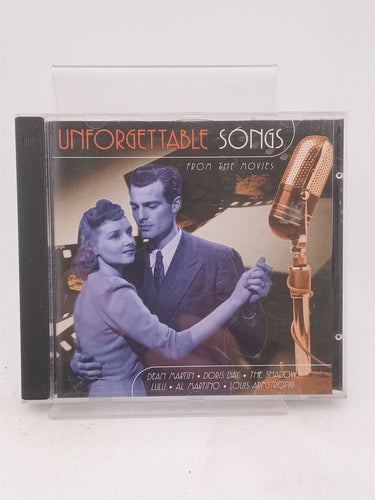 UNFORGETTABLE SONGS
FROM THE MOVIES
DEAN MARTIN • DORIS DAY • THE SHADOWS
LULU • AL MARTINO • LOUIS ARMSTRONG